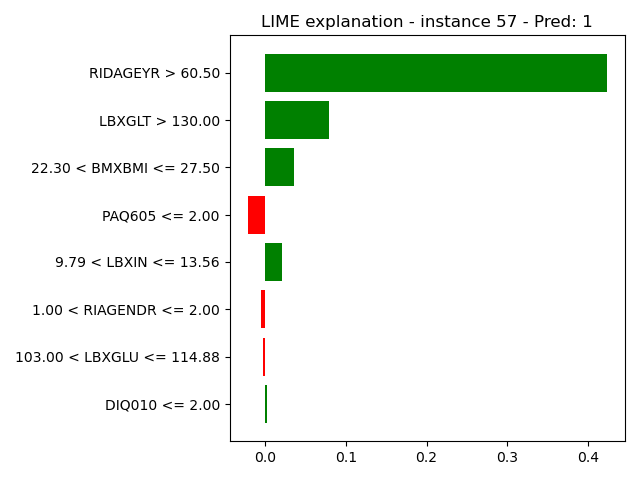 LIME explanation - instance 57 - Pred: 1
RIDAGEYR > 60.50
LBXGLT > 130.00
22.30 < BMXBMI <= 27.50
PAQ605 <= 2.00
9.79 < LBXIN <= 13.56
1.00 < RIAGENDR <= 2.00
103.00 < LBXGLU <= 114.88
DIQ010 <= 2.00
0.0 0.1 0.2 0.3 0.4